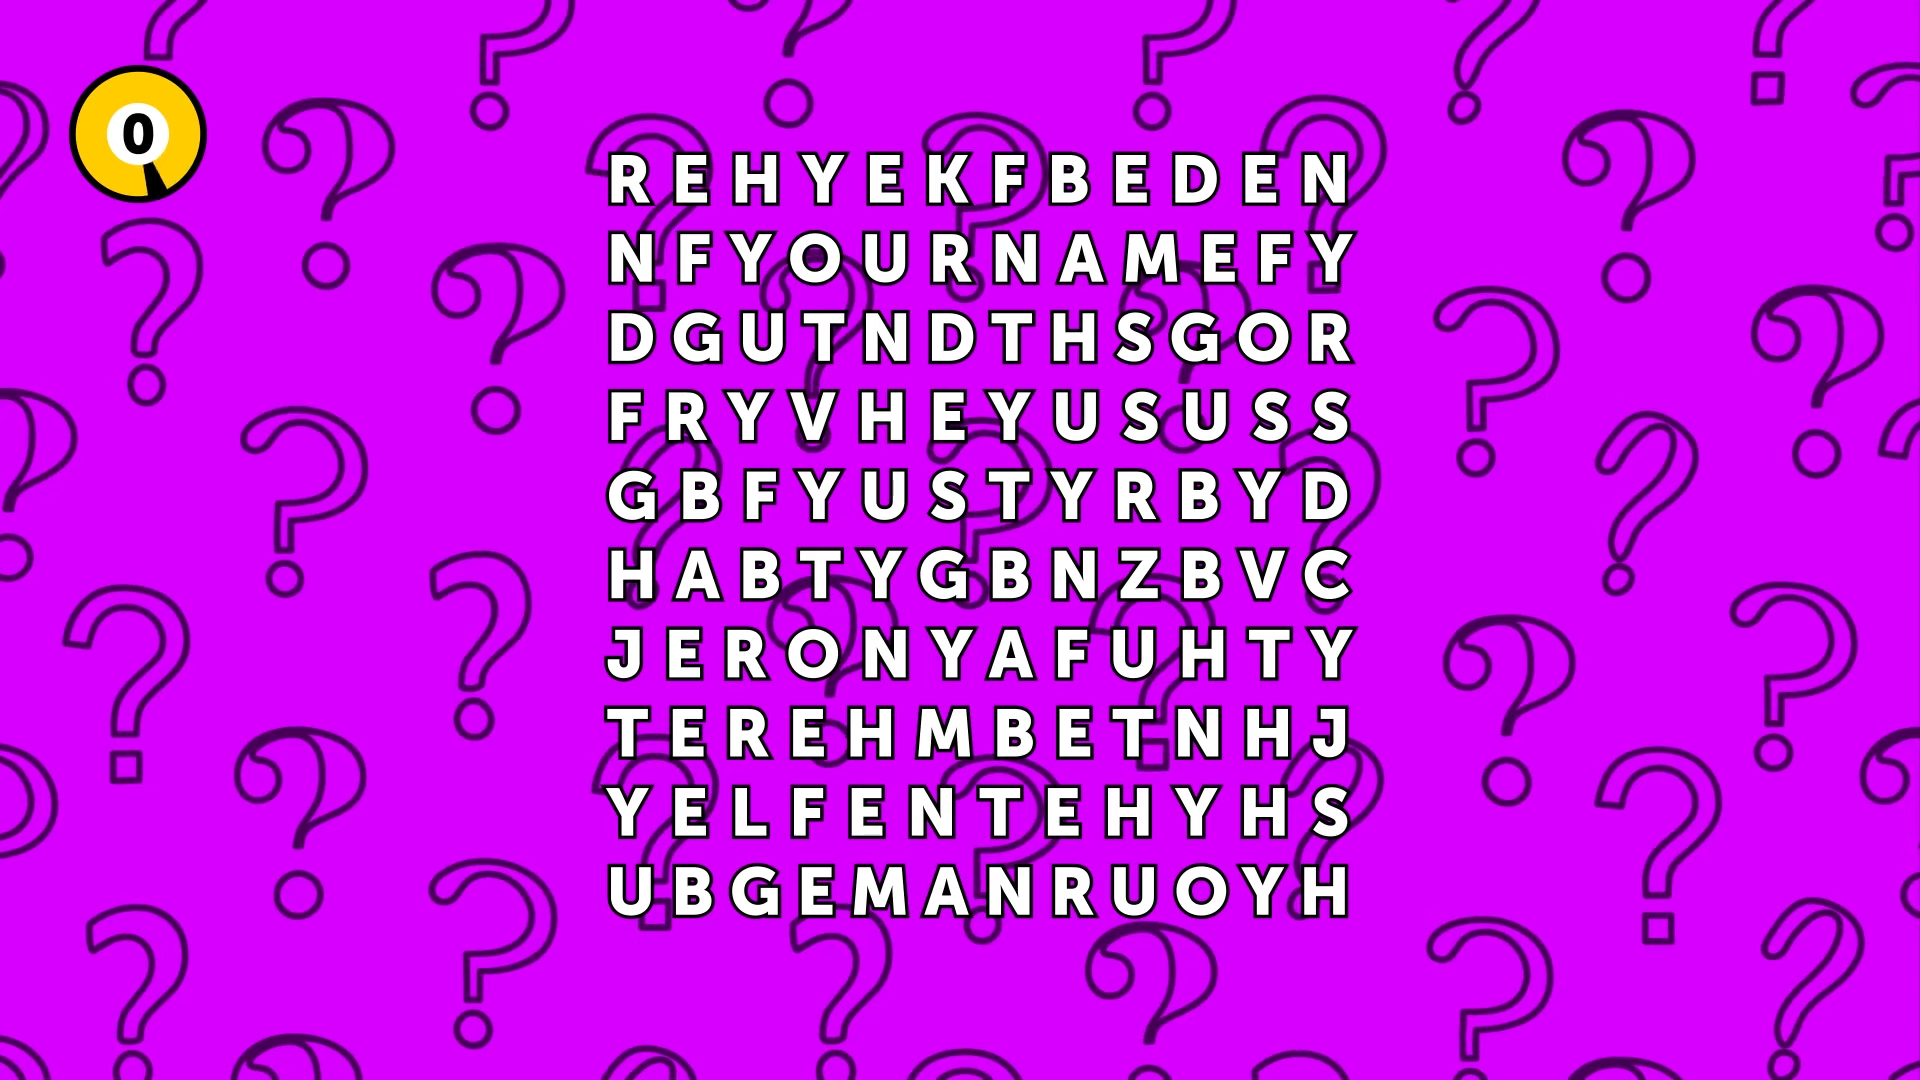 0
R E H Y E K F B E D E N
N F Y O U R N A M E F Y
D G U T N D T H S G O R
F R Y V H E Y U S U S S
G B F Y U S T Y R B Y D
H A B T Y G B N Z B V C
J E R O N Y A F U H T Y
T E R E H M B E T N H J
Y E L F E N T E H Y H S
U B G E M A N R U O Y H